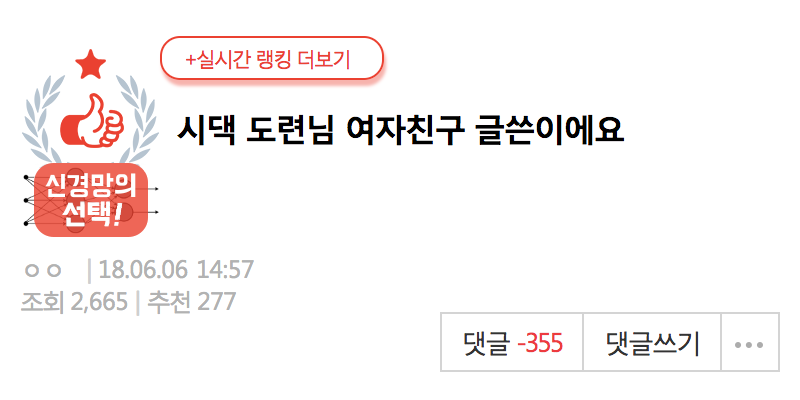 +실시간 랭킹 더보기
시댁 도련님 여자친구 글쓴이에요
신경망의
선택!
ㅇㅇ | 18.06.06 14:57
조회 2,665 | 추천 277
댓글 -355 댓글쓰기 ...